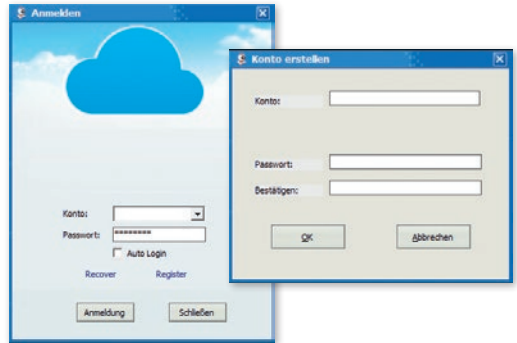 Anmelden
Konto:
Passwort: ********
Auto Login
Recover Register
Anmeldung Schließen
Konto erstellen
Konto:
Passwort:
Bestätigen:
OK Abbrechen